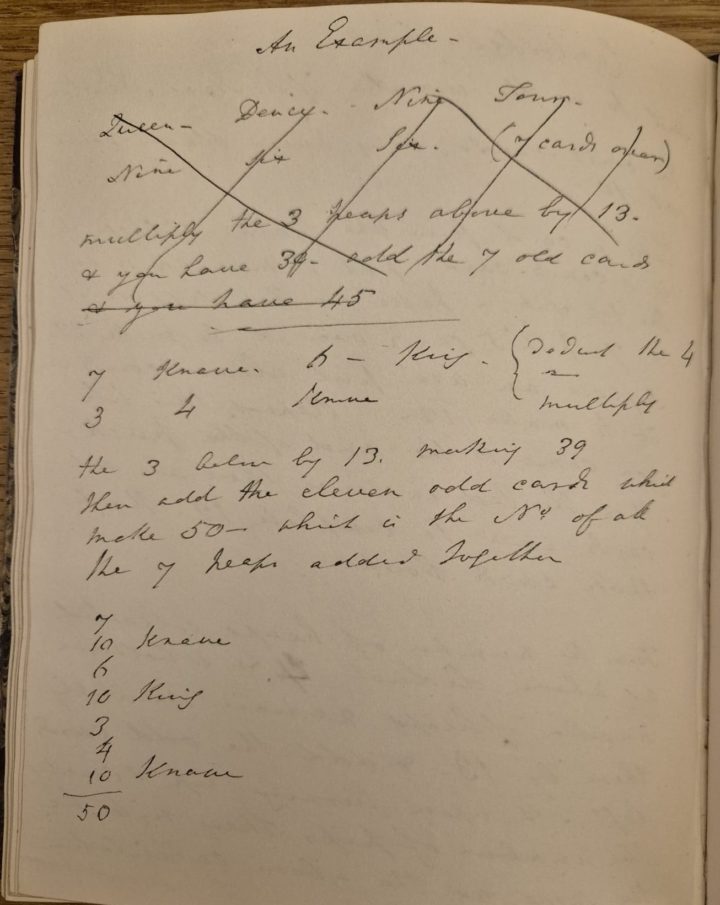 An Example -
Queen - Deucy - Nine Four -
Nine Six Six - (7 cards over)
multiply the 3 heaps above by 13 -
& you have 39 - add the 7 old cards
& you have 45
7 Knave - 6 - King - { deduct the 4
3 4 Knave & multiply
the 3 below by 13. making 39
then add the eleven odd cards which
make 50 - which is the No. of all
the 7 heaps added together
7
10 Knave
6
10 King
3
4
10 Knave
50